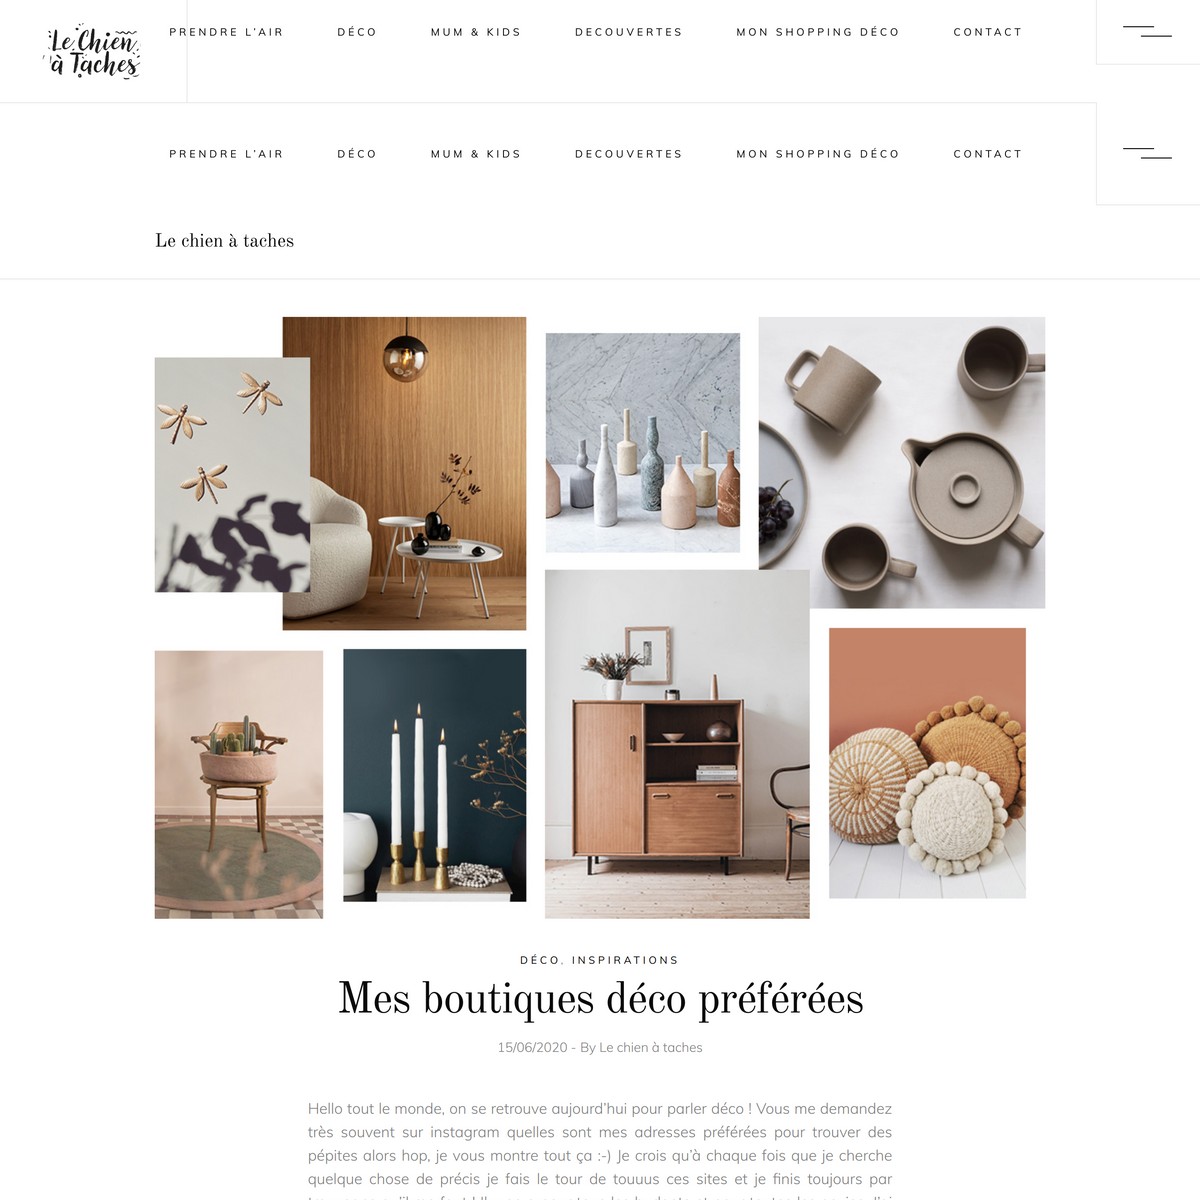 Le Chien
à Taches
PRENDRE L'AIR DÉCO MUM & KIDS DECOUVERTES MON SHOPPING DÉCO CONTACT
PRENDRE L'AIR DÉCO MUM & KIDS DECOUVERTES MON SHOPPING DÉCO CONTACT
Le chien à taches
DÉCO, INSPIRATIONS
Mes boutiques déco préférées
15/06/2020 - By Le chien à taches
Hello tout le monde, on se retrouve aujourd'hui pour parler déco ! Vous me demandez
très souvent sur instagram quelles sont mes adresses préférées pour trouver des
pépites alors hop, je vous montre tout ça :-) Je crois qu'à chaque fois que je cherche
quelque chose de précis je fais le tour de touuus ces sites et je finis toujours par